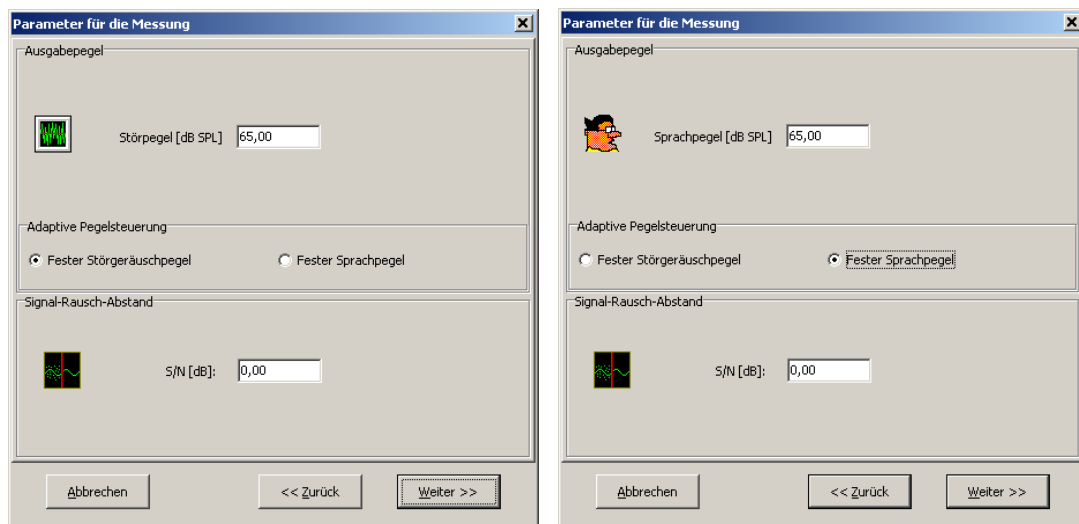 Parameter für die Messung
Ausgabepegel
Störpegel [dB SPL] 65,00
Adaptive Pegelsteuerung
Fester Störgeräuschpegel Fester Sprachpegel
Signal-Rausch-Abstand
S/N [dB]: 0,00
Abbrechen << Zurück Weiter >>
Parameter für die Messung
Ausgabepegel
Sprachpegel [dB SPL] 65,00
Adaptive Pegelsteuerung
Fester Störgeräuschpegel Fester Sprachpegel
Signal-Rausch-Abstand
S/N [dB]: 0,00
Abbrechen << Zurück Weiter >>